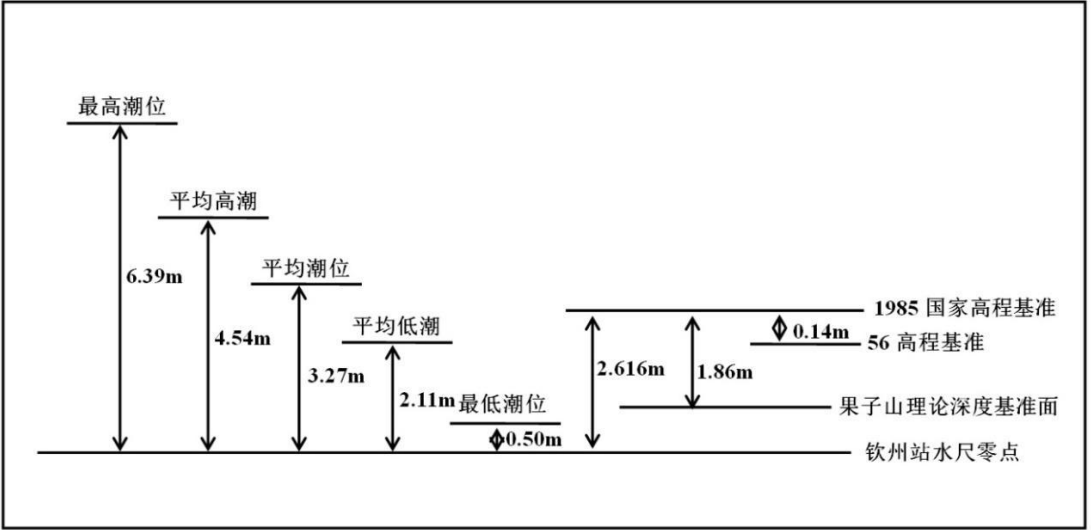 最高潮位
平均高潮
6.39m
平均潮位
4.54m
1985 国家高程基准
平均低潮
0.14m
56 高程基准
3.27m
2.616m
1.86m
2.11m
最低潮位
果子山理论深度基准面
0.50m
钦州站水尺零点